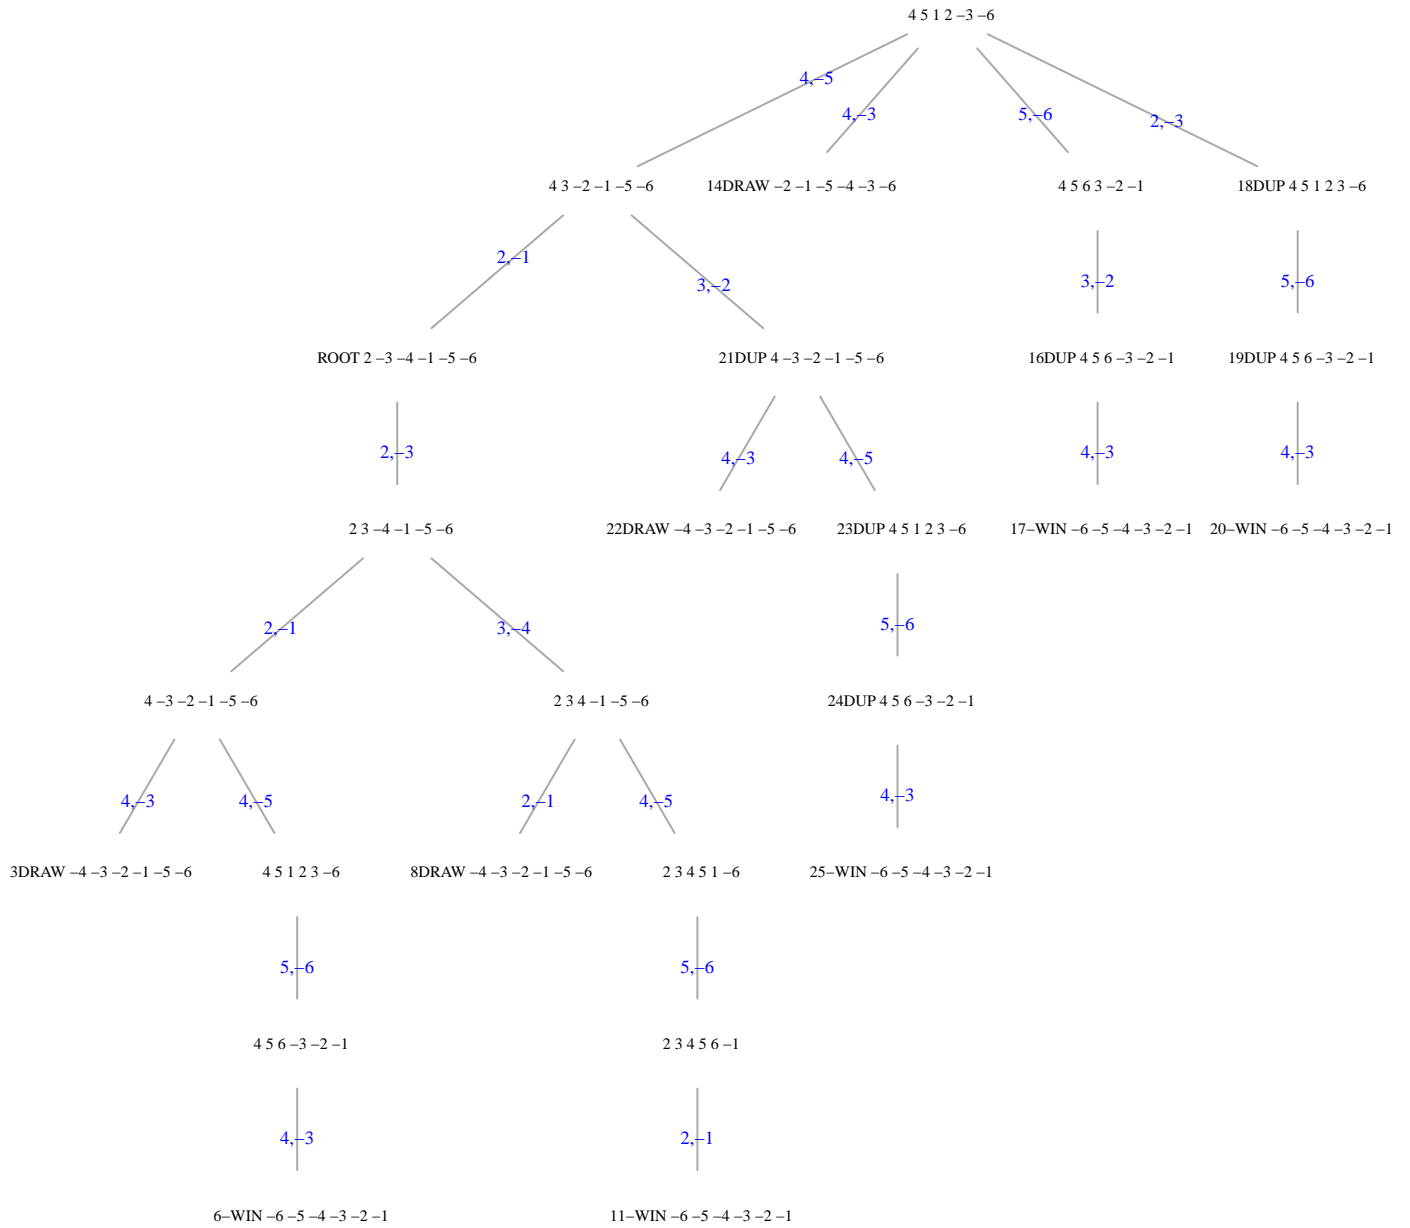 4 5 1 2 –3 –6
4,–5
4,–3
5,–6
2,–3
4 3 –2 –1 –5 –6
14DRAW –2 –1 –5 –4 –3 –6
4 5 6 3 –2 –1
18DUP 4 5 1 2 3 –6
2,–1
3,–2
3,–2
5,–6
ROOT 2 –3 –4 –1 –5 –6
21DUP 4 –3 –2 –1 –5 –6
16DUP 4 5 6 –3 –2 –1
19DUP 4 5 6 –3 –2 –1
2,–3
4,–3
4,–5
4,–3
4,–3
2 3 –4 –1 –5 –6
22DRAW –4 –3 –2 –1 –5 –6
23DUP 4 5 1 2 3 –6
17–WIN –6 –5 –4 –3 –2 –1
20–WIN –6 –5 –4 –3 –2 –1
2,–1
3,–4
5,–6
4 –3 –2 –1 –5 –6
2 3 4 –1 –5 –6
24DUP 4 5 6 –3 –2 –1
4,–3
4,–5
2,–1
4,–5
4,–3
3DRAW –4 –3 –2 –1 –5 –6
4 5 1 2 3 –6
8DRAW –4 –3 –2 –1 –5 –6
2 3 4 5 1 –6
25–WIN –6 –5 –4 –3 –2 –1
5,–6
5,–6
4 5 6 –3 –2 –1
2 3 4 5 6 –1
4,–3
2,–1
6–WIN –6 –5 –4 –3 –2 –1
11–WIN –6 –5 –4 –3 –2 –1